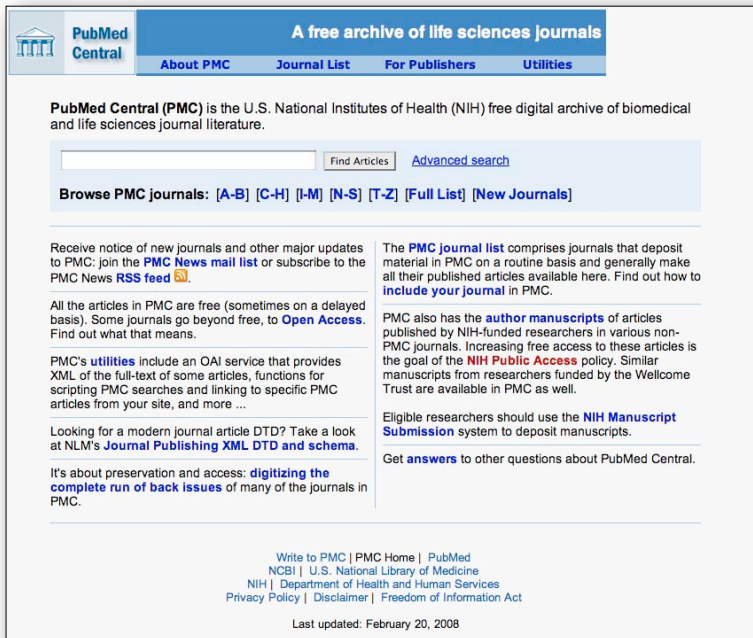 PubMed
Central
A free archive of life sciences journals
About PMC Journal List For Publishers Utilities
PubMed Central (PMC) is the U.S. National Institutes of Health (NIH) free digital archive of biomedical
and life sciences journal literature.
Find Articles Advanced search
Browse PMC journals: [A-B] [C-H] [I-M] [N-S] [T-Z] [Full List] [New Journals]
Receive notice of new journals and other major updates
to PMC: join the PMC News mail list or subscribe to the
PMC News RSS feed .
All the articles in PMC are free (sometimes on a delayed
basis). Some journals go beyond free, to Open Access.
Find out what that means.
PMC's utilities include an OAI service that provides
XML of the full-text of some articles, functions for
scripting PMC searches and linking to specific PMC
articles from your site, and more ...
Looking for a modern journal article DTD? Take a look
at NLM's Journal Publishing XML DTD and schema.
It's about preservation and access: digitizing the
complete run of back issues of many of the journals in
PMC.
The PMC journal list comprises journals that deposit
material in PMC on a routine basis and generally make
all their published articles available here. Find out how to
include your journal in PMC.
PMC also has the author manuscripts of articles
published by NIH-funded researchers in various non-
PMC journals. Increasing free access to these articles is
the goal of the NIH Public Access policy. Similar
manuscripts from researchers funded by the Wellcome
Trust are available in PMC as well.
Eligible researchers should use the NIH Manuscript
Submission system to deposit manuscripts.
Get answers to other questions about PubMed Central.
Write to PMC | PMC Home | PubMed
NCBI | U.S. National Library of Medicine
NIH | Department of Health and Human Services
Privacy Policy | Disclaimer | Freedom of Information Act
Last updated: February 20, 2008